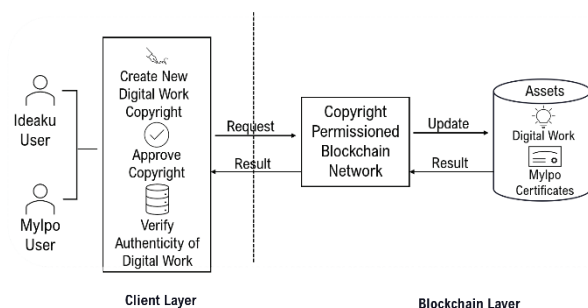 Ideaku
User
Mylpo
User
Create New
Digital Work
Copyright
Approve
Copyright
Verify
Authenticity of
Digital Work
Request
Result
Copyright
Permissioned
Blockchain
Network
Update
Result
Assets
Digital Work
Mylpo
Certificates
Client Layer
Blockchain Layer